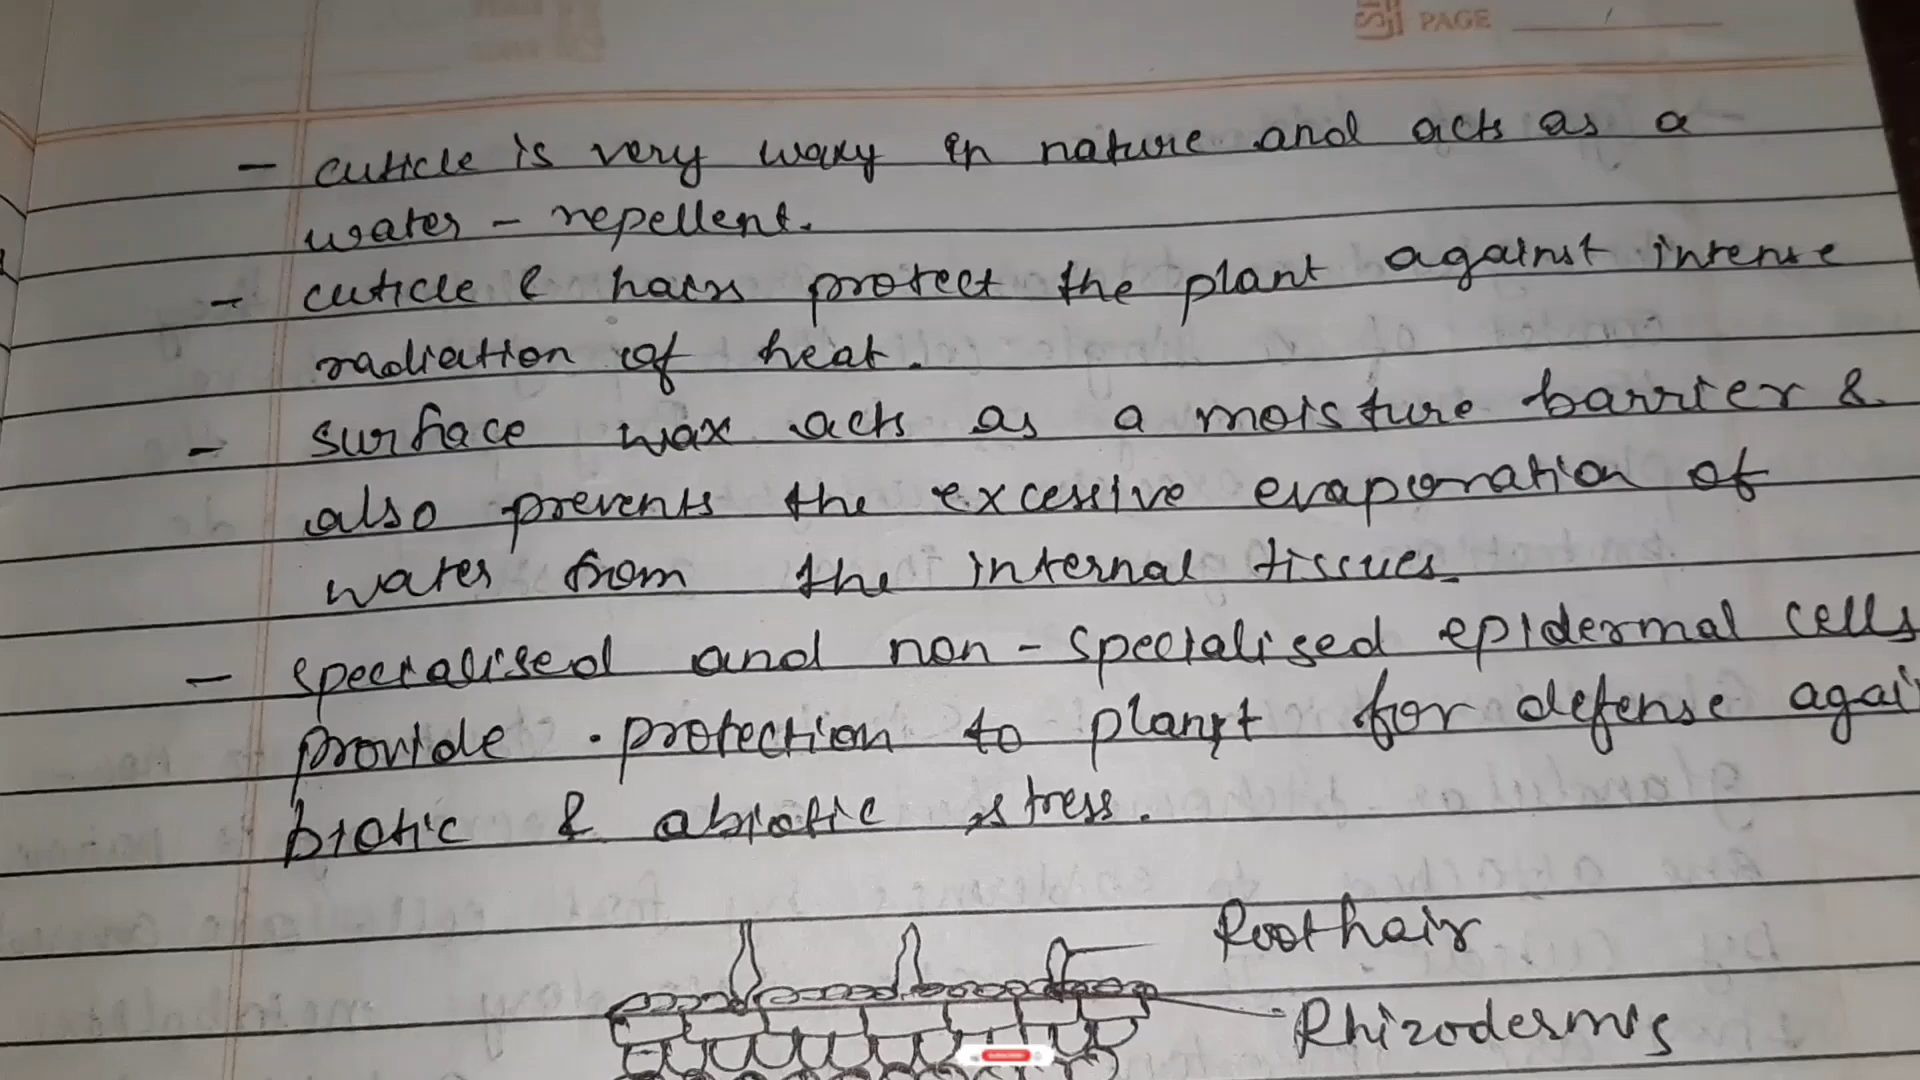 PAGE
- cuticle is very waxy in nature and acts as a
water - repellent.
- cuticle & hairs protect the plant against intense
radiation of heat.
- surface wax acts as a moisture barrier &
also prevents the excessive evaporation of
water from the internal tissues.
- specialised and non - specialised epidermal cells
provide protection to plant for defense agai
biotic & abiotic stress.
Root hair
Rhizodermis